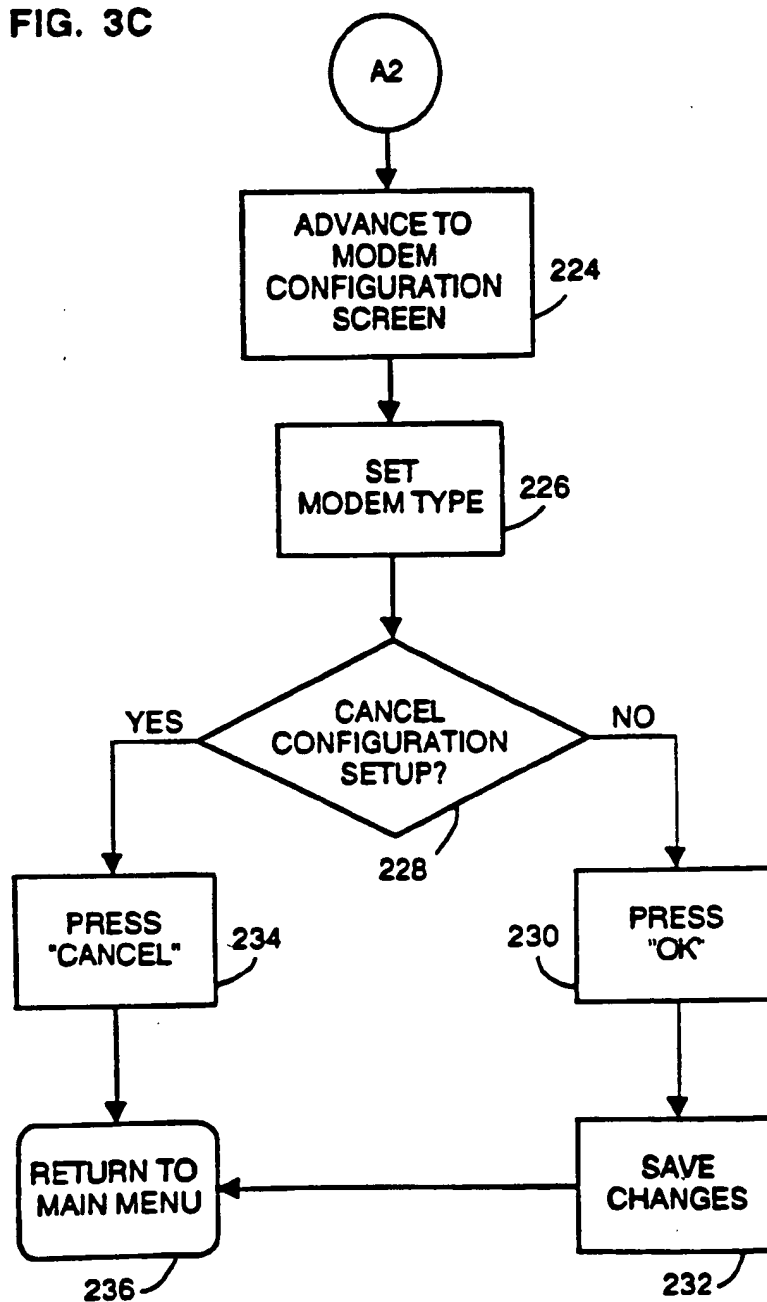 FIG. 3C
A2
ADVANCE TO
MODEM
CONFIGURATION
SCREEN
224
SET
MODEM TYPE
226
YES
CANCEL
CONFIGURATION
SETUP?
NO
228
PRESS
"CANCEL"
234
230
PRESS
"OK"
RETURN TO
MAIN MENU
236
SAVE
CHANGES
232